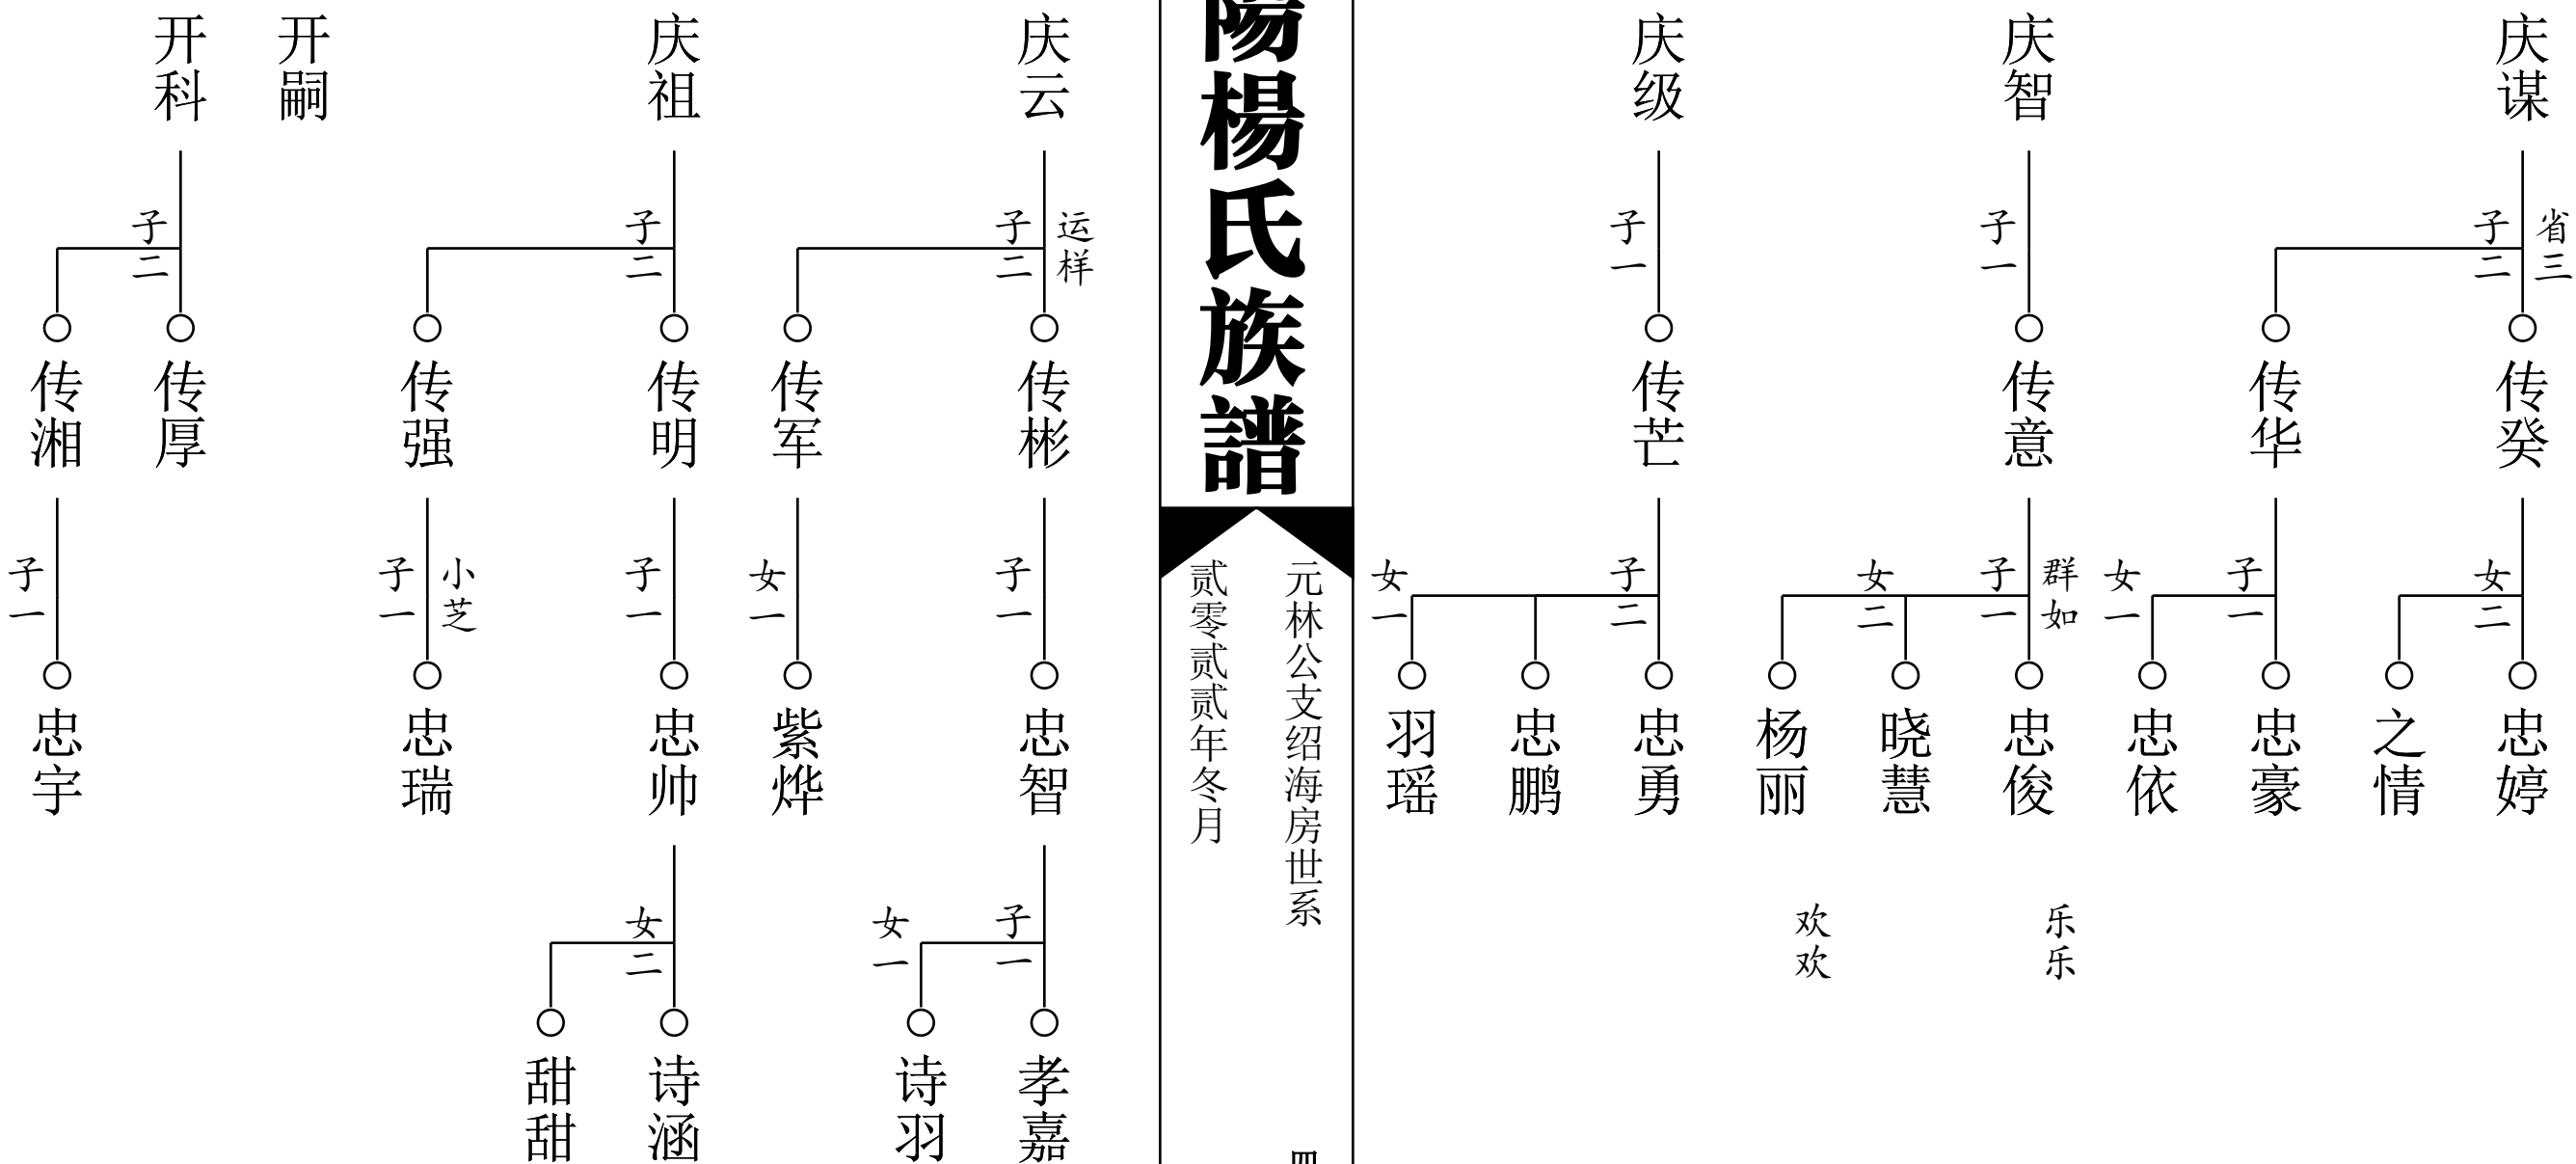 庆谋
庆智
庆级
省三
子二
子一
子一
传癸
传华
传意
传芒
女二
子一
女一
群如
子一
女二
子二
女一
忠婷
之情
忠豪
忠依
忠俊
晓慧
杨丽
忠勇
忠鹏
羽瑶
乐乐
欢欢
陽楊氏族譜
元林公支绍海房世系
贰零贰贰年冬月
庆云
庆祖
开嗣
开科
运样
子二
子二
子二
传彬
传军
传明
传强
传厚
传湘
子一
女一
子一
小芝
子一
子一
忠智
紫烨
忠帅
忠瑞
忠宇
子一
女一
女二
孝嘉
诗羽
诗涵
甜甜